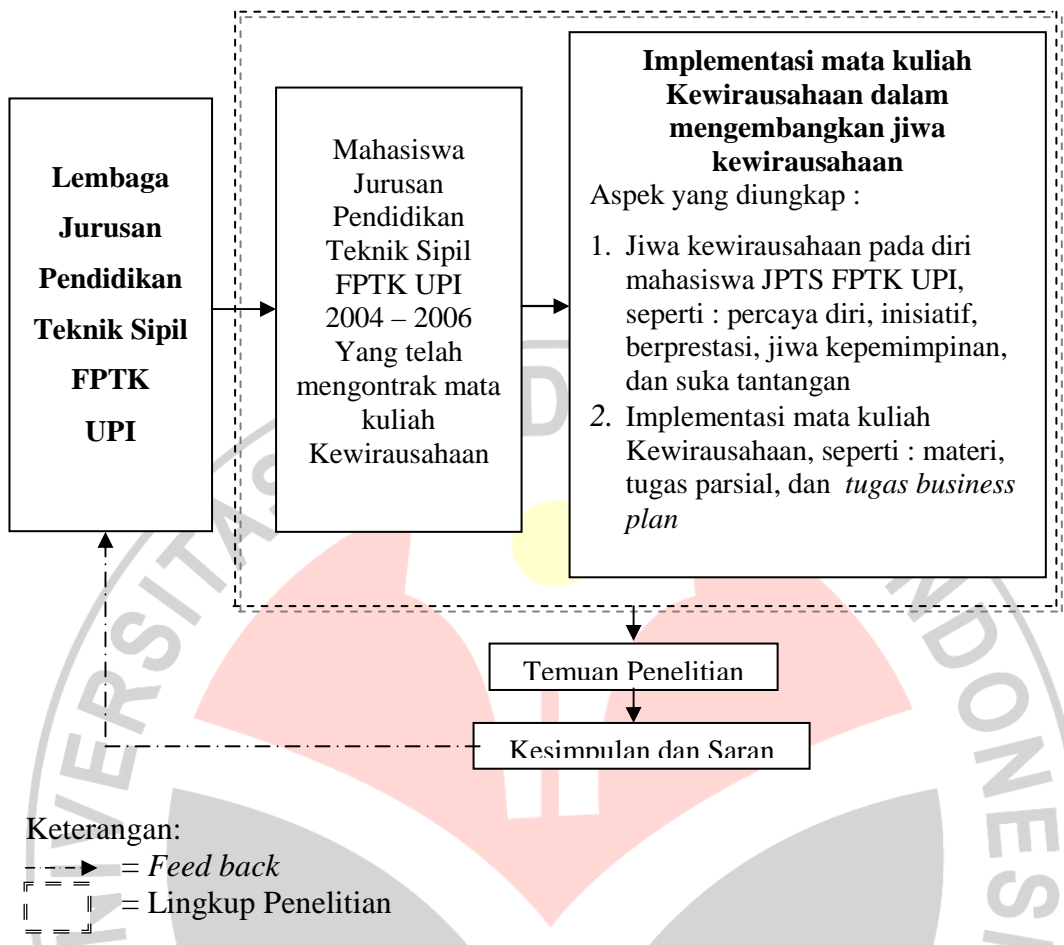 Lembaga
Jurusan
Pendidikan
Teknik Sipil
FPTK
UPI
Mahasiswa
Jurusan
Pendidikan
Teknik Sipil
FPTK UPI
2004 – 2006
Yang telah
mengontrak mata
kuliah
Kewirausahaan
Implementasi mata kuliah
Kewirausahaan dalam
mengembangkan jiwa
kewirausahaan
Aspek yang diungkap :
1. Jiwa kewirausahaan pada diri
mahasiswa JPTS FPTK UPI,
seperti : percaya diri, inisiatif,
berprestasi, jiwa kepemimpinan,
dan suka tantangan
2. Implementasi mata kuliah
Kewirausahaan, seperti : materi,
tugas parsial, dan tugas business
plan
Temuan Penelitian
Kesimpulan dan Saran
Keterangan:
= Feed back
= Lingkup Penelitian